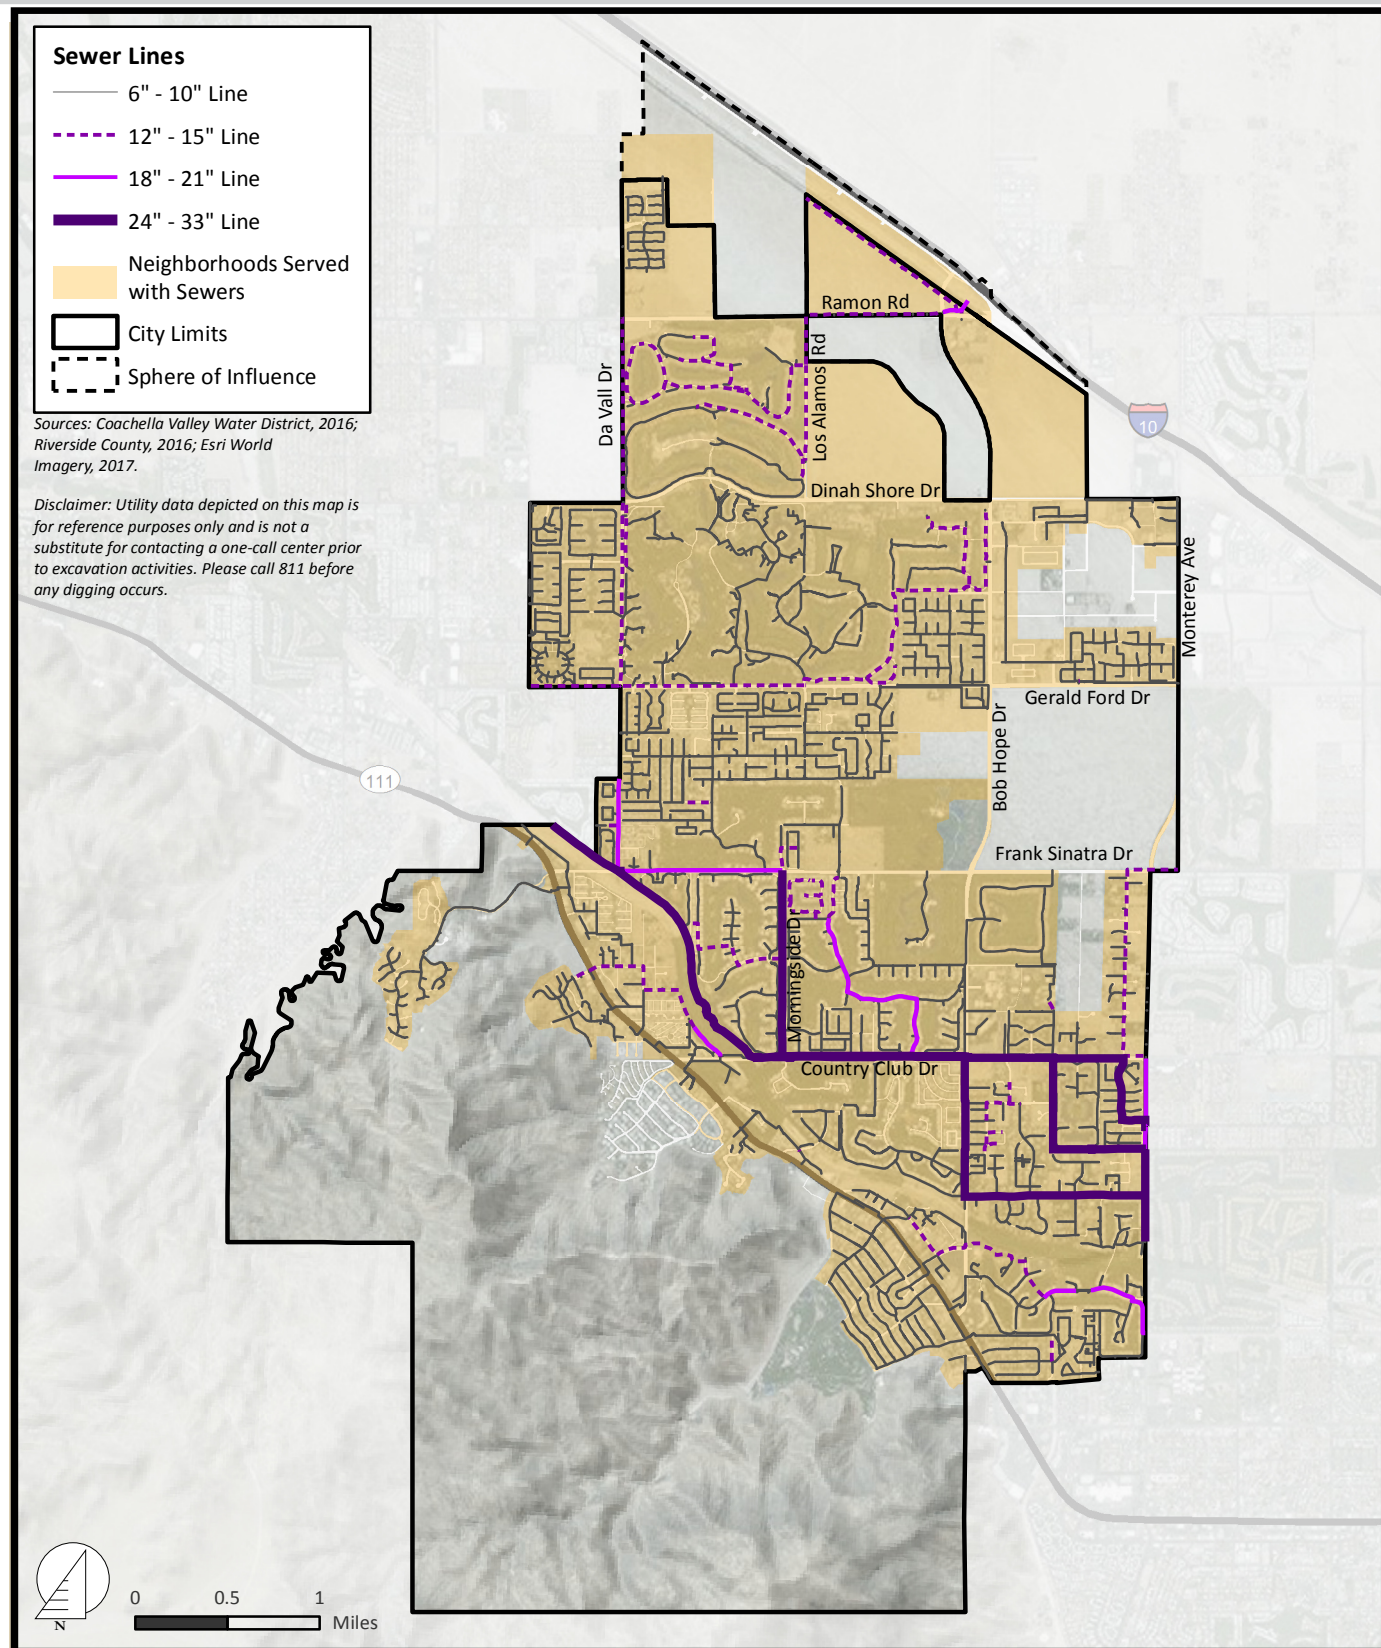 Sewer Lines
6" - 10" Line
12" - 15" Line
18" - 21" Line
24" - 33" Line
Neighborhoods Served
with Sewers
City Limits
Sphere of Influence
Sources: Coachella Valley Water District, 2016;
Riverside County, 2016; Esri World
Imagery, 2017.
Disclaimer: Utility data depicted on this map is
for reference purposes only and is not a
substitute for contacting a one-call center prior
to excavation activities. Please call 811 before
any digging occurs.
Ramon Rd
Da Vall Dr
Los Alamos Rd
10
Dinah Shore Dr
Monterey Ave
Gerald Ford Dr
Bob Hope Dr
111
Frank Sinatra Dr
Morningside Dr
Country Club Dr
0 0.5 1
Miles
N